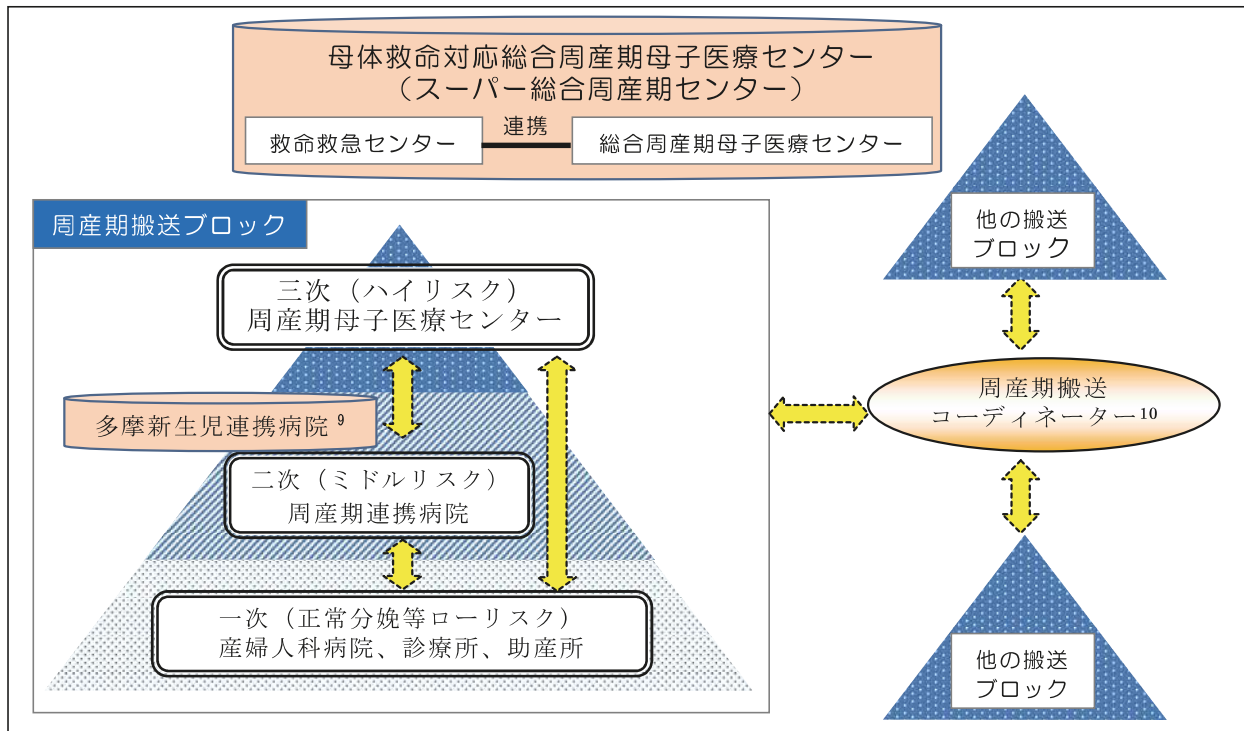 母体救命対応総合周産期母子医療センター
（スーパー総合周産期センター）
救命救急センター
連携
総合周産期母子医療センター
周産期搬送ブロック
三次（ハイリスク）
周産期母子医療センター
多摩新生児連携病院⁹
二次（ミドルリスク）
周産期連携病院
一次（正常分娩等ローリスク）
産婦人科病院、診療所、助産所
他の搬送
ブロック
周産期搬送
コーディネーター¹⁰
他の搬送
ブロック